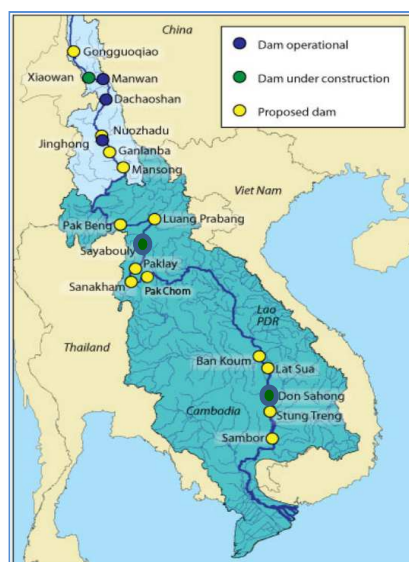 China
Gongguoqiao
Dam operational
Xiaowan
Manwan
Dam under construction
Dachaoshan
Proposed dam
Nuozhadu
Jinghong
Ganlanba
Mansong
Viet Nam
Pak Beng
Luang Prabang
Sayabouly
Paklay
Sanakham
Pak Chom
Lao
PDR
Thailand
Ban Koum
Lat Sua
Don Sahong
Cambodia
Stung Treng
Sambor